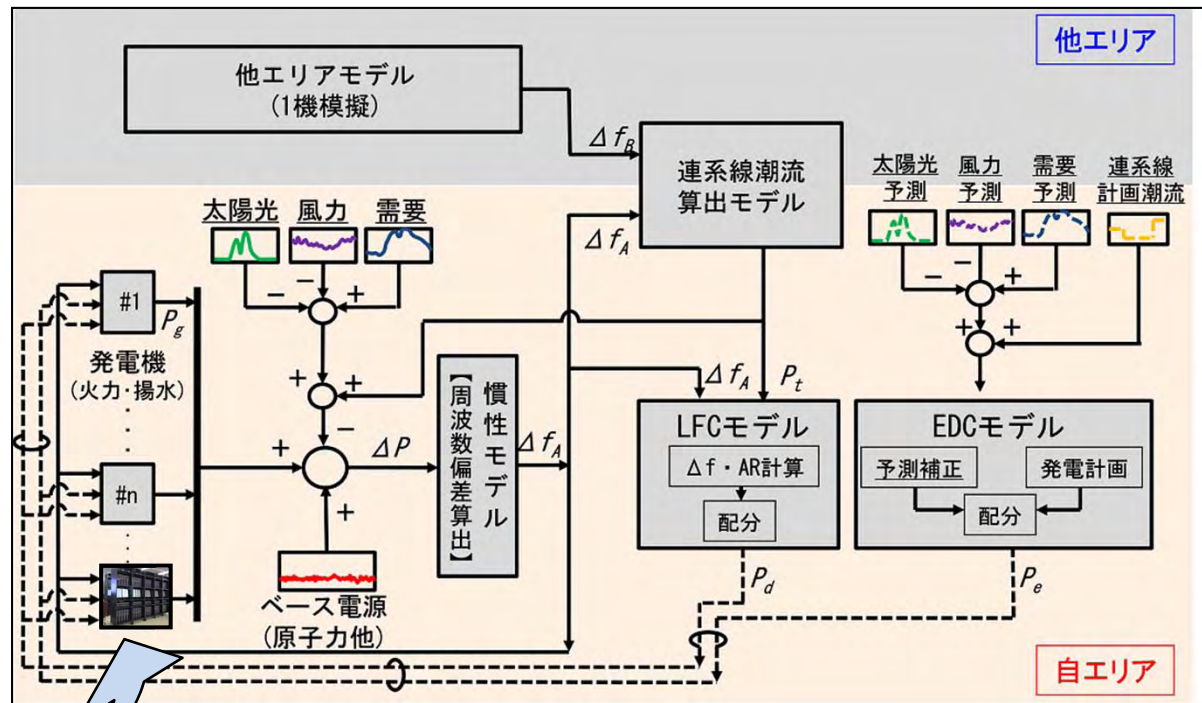 他エリア
他エリアモデル
(1機模擬)
Δf_B
連系線潮流
算出モデル
Δf_A
太陽光
予測
風力
予測
需要
予測
連系線
計画潮流
太陽光
風力
需要
−
−
+
−
−
+
#1
P_g
発電機
(火力・揚水)
#n
+
+
−
+
+
ΔP
慣性モデル
【周波数偏差算出】
Δf_A
ベース電源
(原子力他)
Δf_A
P_t
+
+
LFCモデル
Δf・AR計算
配分
EDCモデル
予測補正
発電計画
配分
P_d
P_e
自エリア